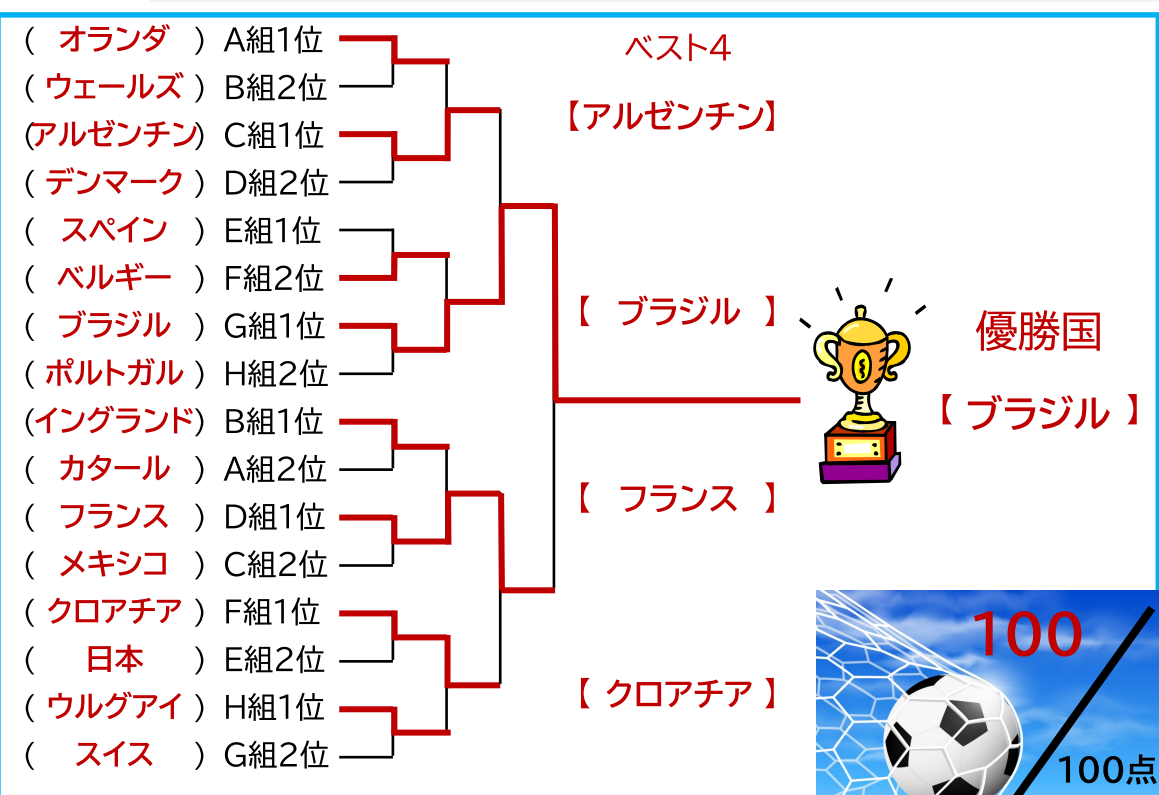 ( オランダ ) A組1位
( ウェールズ ) B組2位
(アルゼンチン) C組1位
( デンマーク ) D組2位
( スペイン ) E組1位
( ベルギー ) F組2位
( ブラジル ) G組1位
( ポルトガル ) H組2位
(イングランド) B組1位
( カタール ) A組2位
( フランス ) D組1位
( メキシコ ) C組2位
( クロアチア ) F組1位
( 日本 ) E組2位
( ウルグアイ ) H組1位
( スイス ) G組2位
ベスト4
【アルゼンチン】
【 ブラジル 】
【 フランス 】
【 クロアチア 】
優勝国
【 ブラジル 】
100
100点